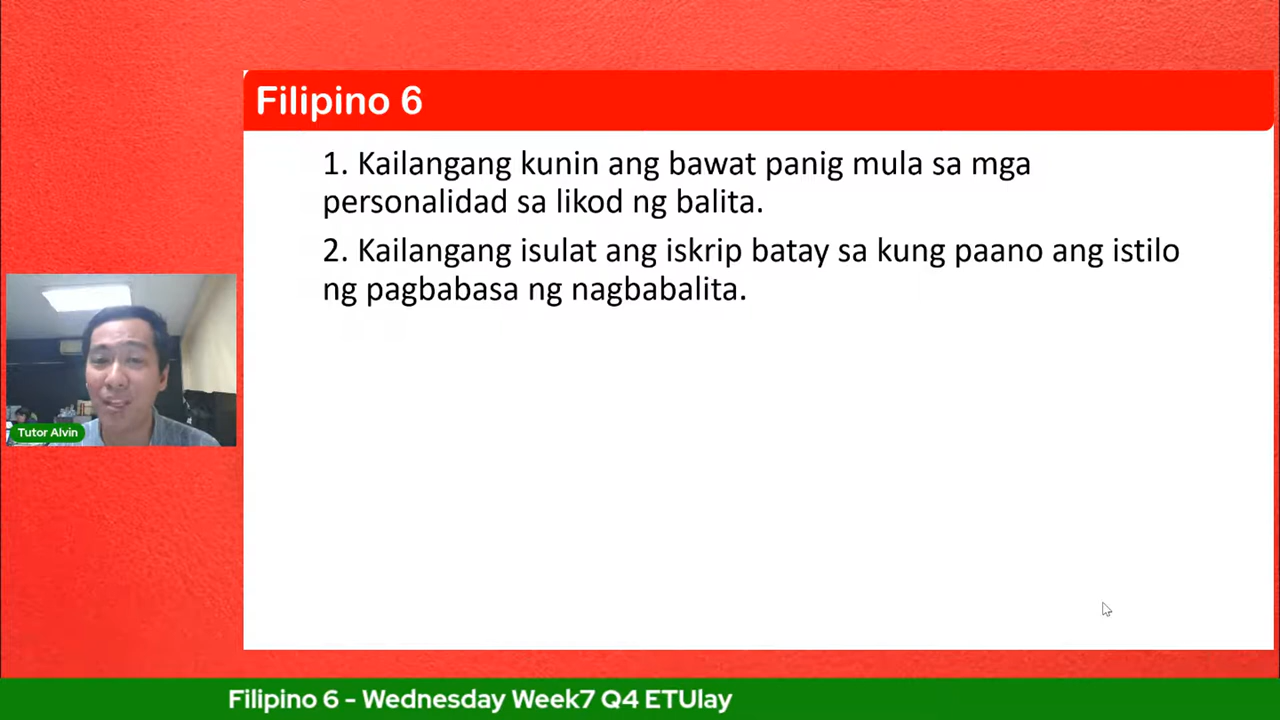 Filipino 6
1. Kailangang kunin ang bawat panig mula sa mga
personalidad sa likod ng balita.
2. Kailangang isulat ang iskrip batay sa kung paano ang istilo
ng pagbabasa ng nagbabalita.
Tutor Alvin
Filipino 6 - Wednesday Week7 Q4 ETUlay